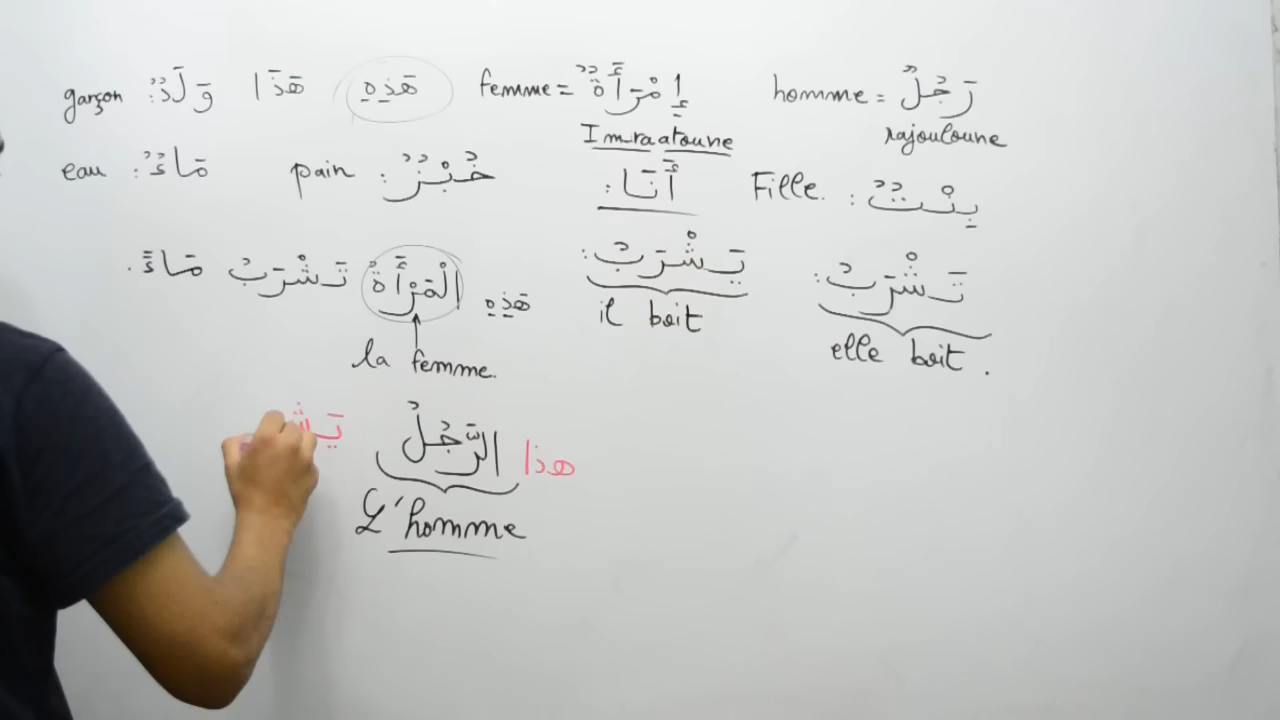 garçon وَلَدٌ: هَذَا هَذِهِ femme = إِمْرَأَةٌ homme = رَجُلٌ
Imraatoune rajouloune
eau مَاءٌ: pain خُبْزٌ: أَنَا: Fille بِنْتٌ:
هَذِهِ الْمَرْأَةُ تَشْرَبُ مَاءً. يَشْرَبُ: تَشْرَبُ:
la femme. il boit elle boit.
هذا الرَّجُلُ يَشْ
L'homme